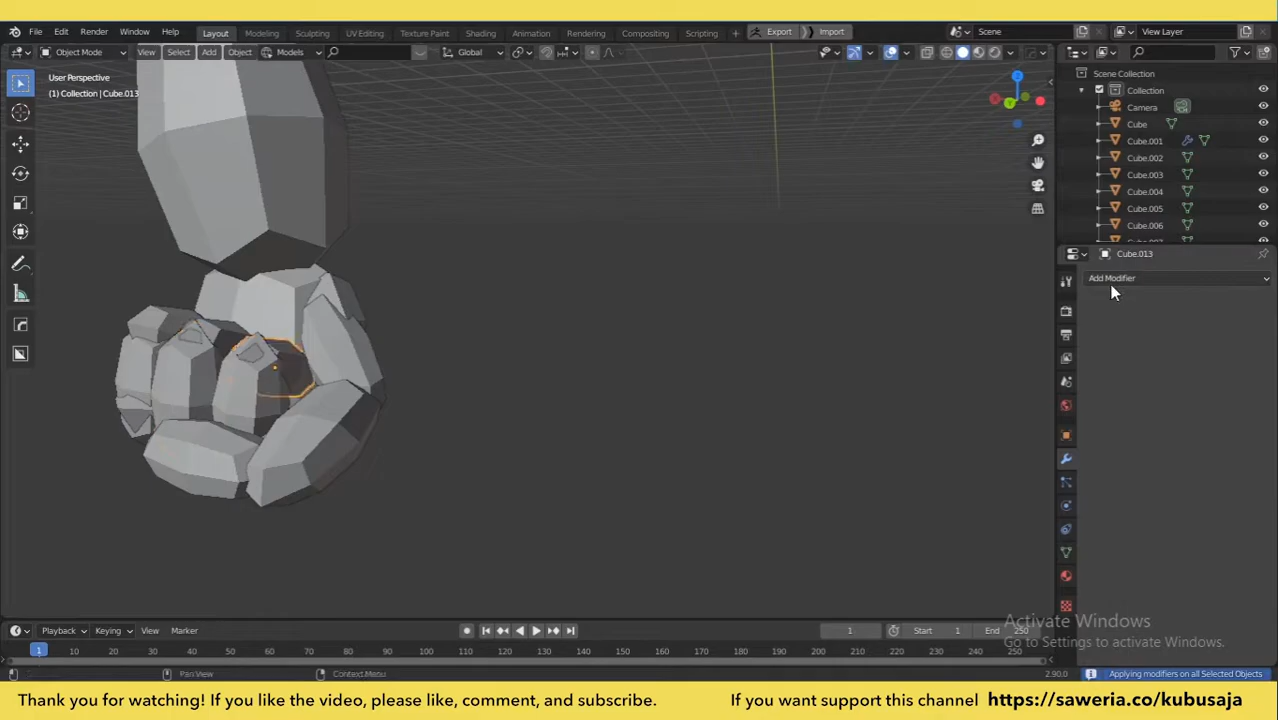 File Edit Render Window Help Layout Modeling Sculpting UV Editing Texture Paint Shading Animation Rendering Compositing Scripting + Export Import Scene View Layer
Object Mode View Select Add Object Models Global
User Perspective
(1) Collection | Cube.013
Scene Collection
Collection
Camera
Cube
Cube.001
Cube.002
Cube.003
Cube.004
Cube.005
Cube.006
Cube.013
Add Modifier
Activate Windows
Go to Settings to activate Windows.
Playback Keying View Marker 1 Start 1 End 250
1 10 20 30 40 50 60 70 80 90 100 110 120 130 140 150 160 170 180 190 200 210 220 230 240 250
Pan View Context Menu 2.90.0 Applying modifiers on all Selected Objects
Thank you for watching! If you like the video, please like, comment, and subscribe. If you want support this channel https://saweria.co/kubusaja